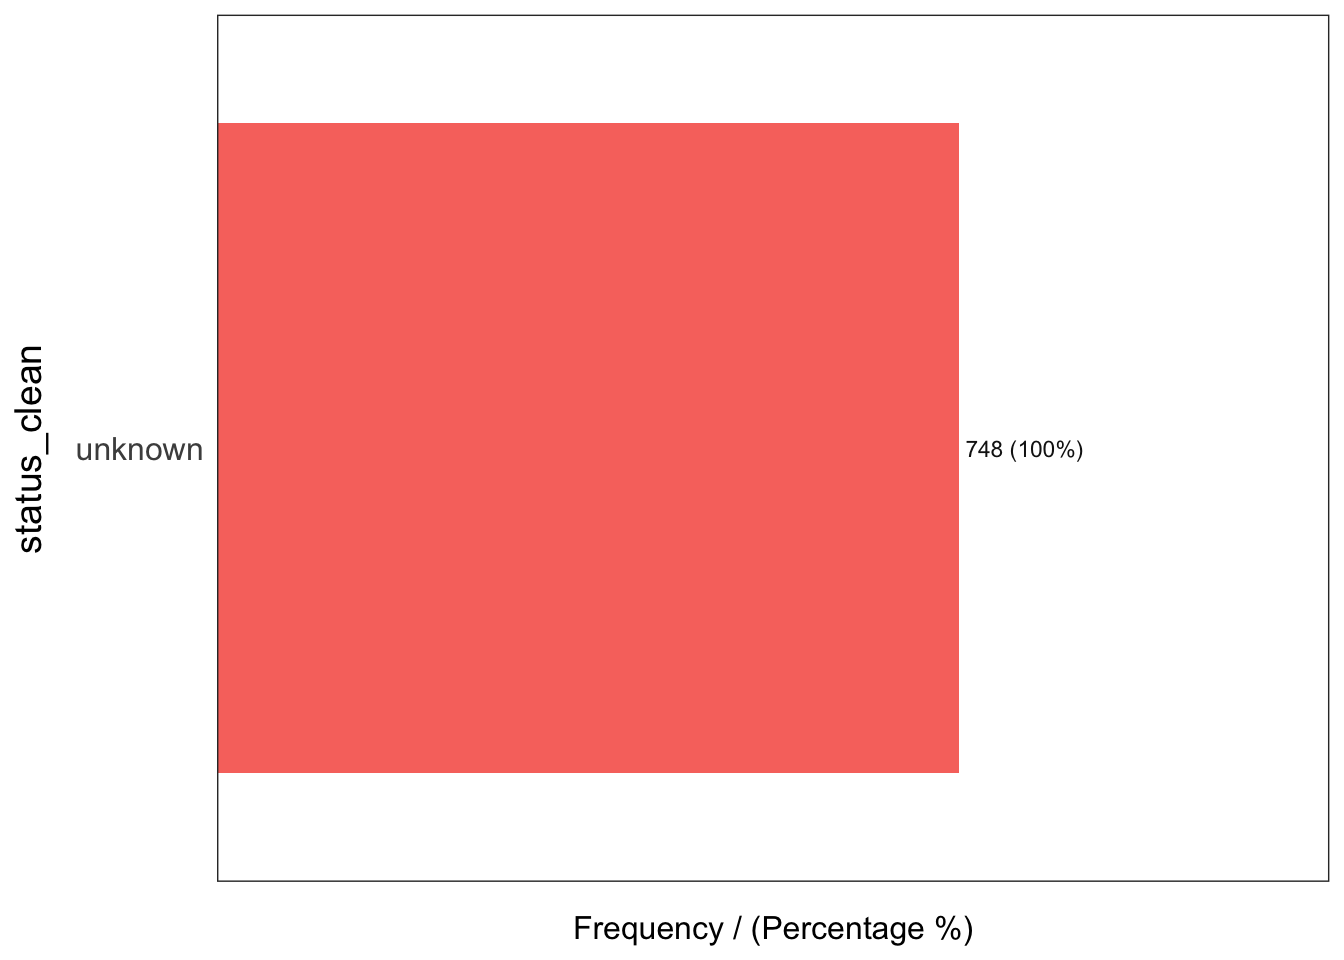 status_clean
unknown
748 (100%)
Frequency / (Percentage %)